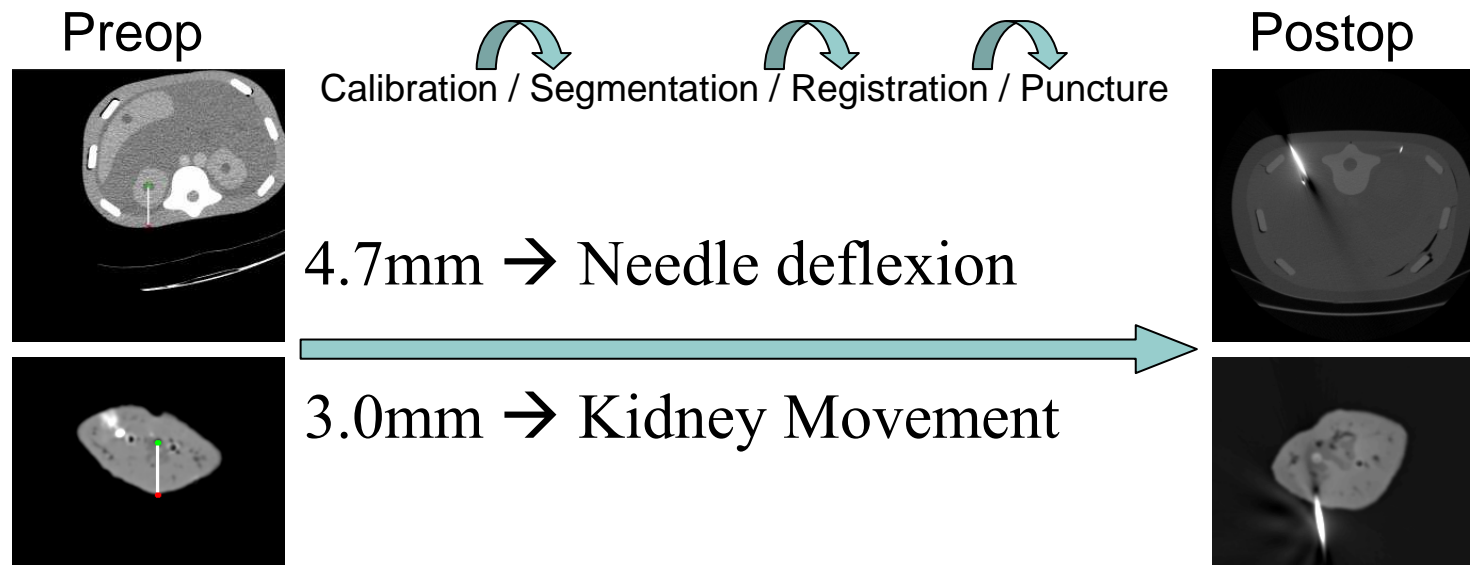 Preop
Postop
Calibration / Segmentation / Registration / Puncture
4.7mm → Needle deflexion
3.0mm → Kidney Movement